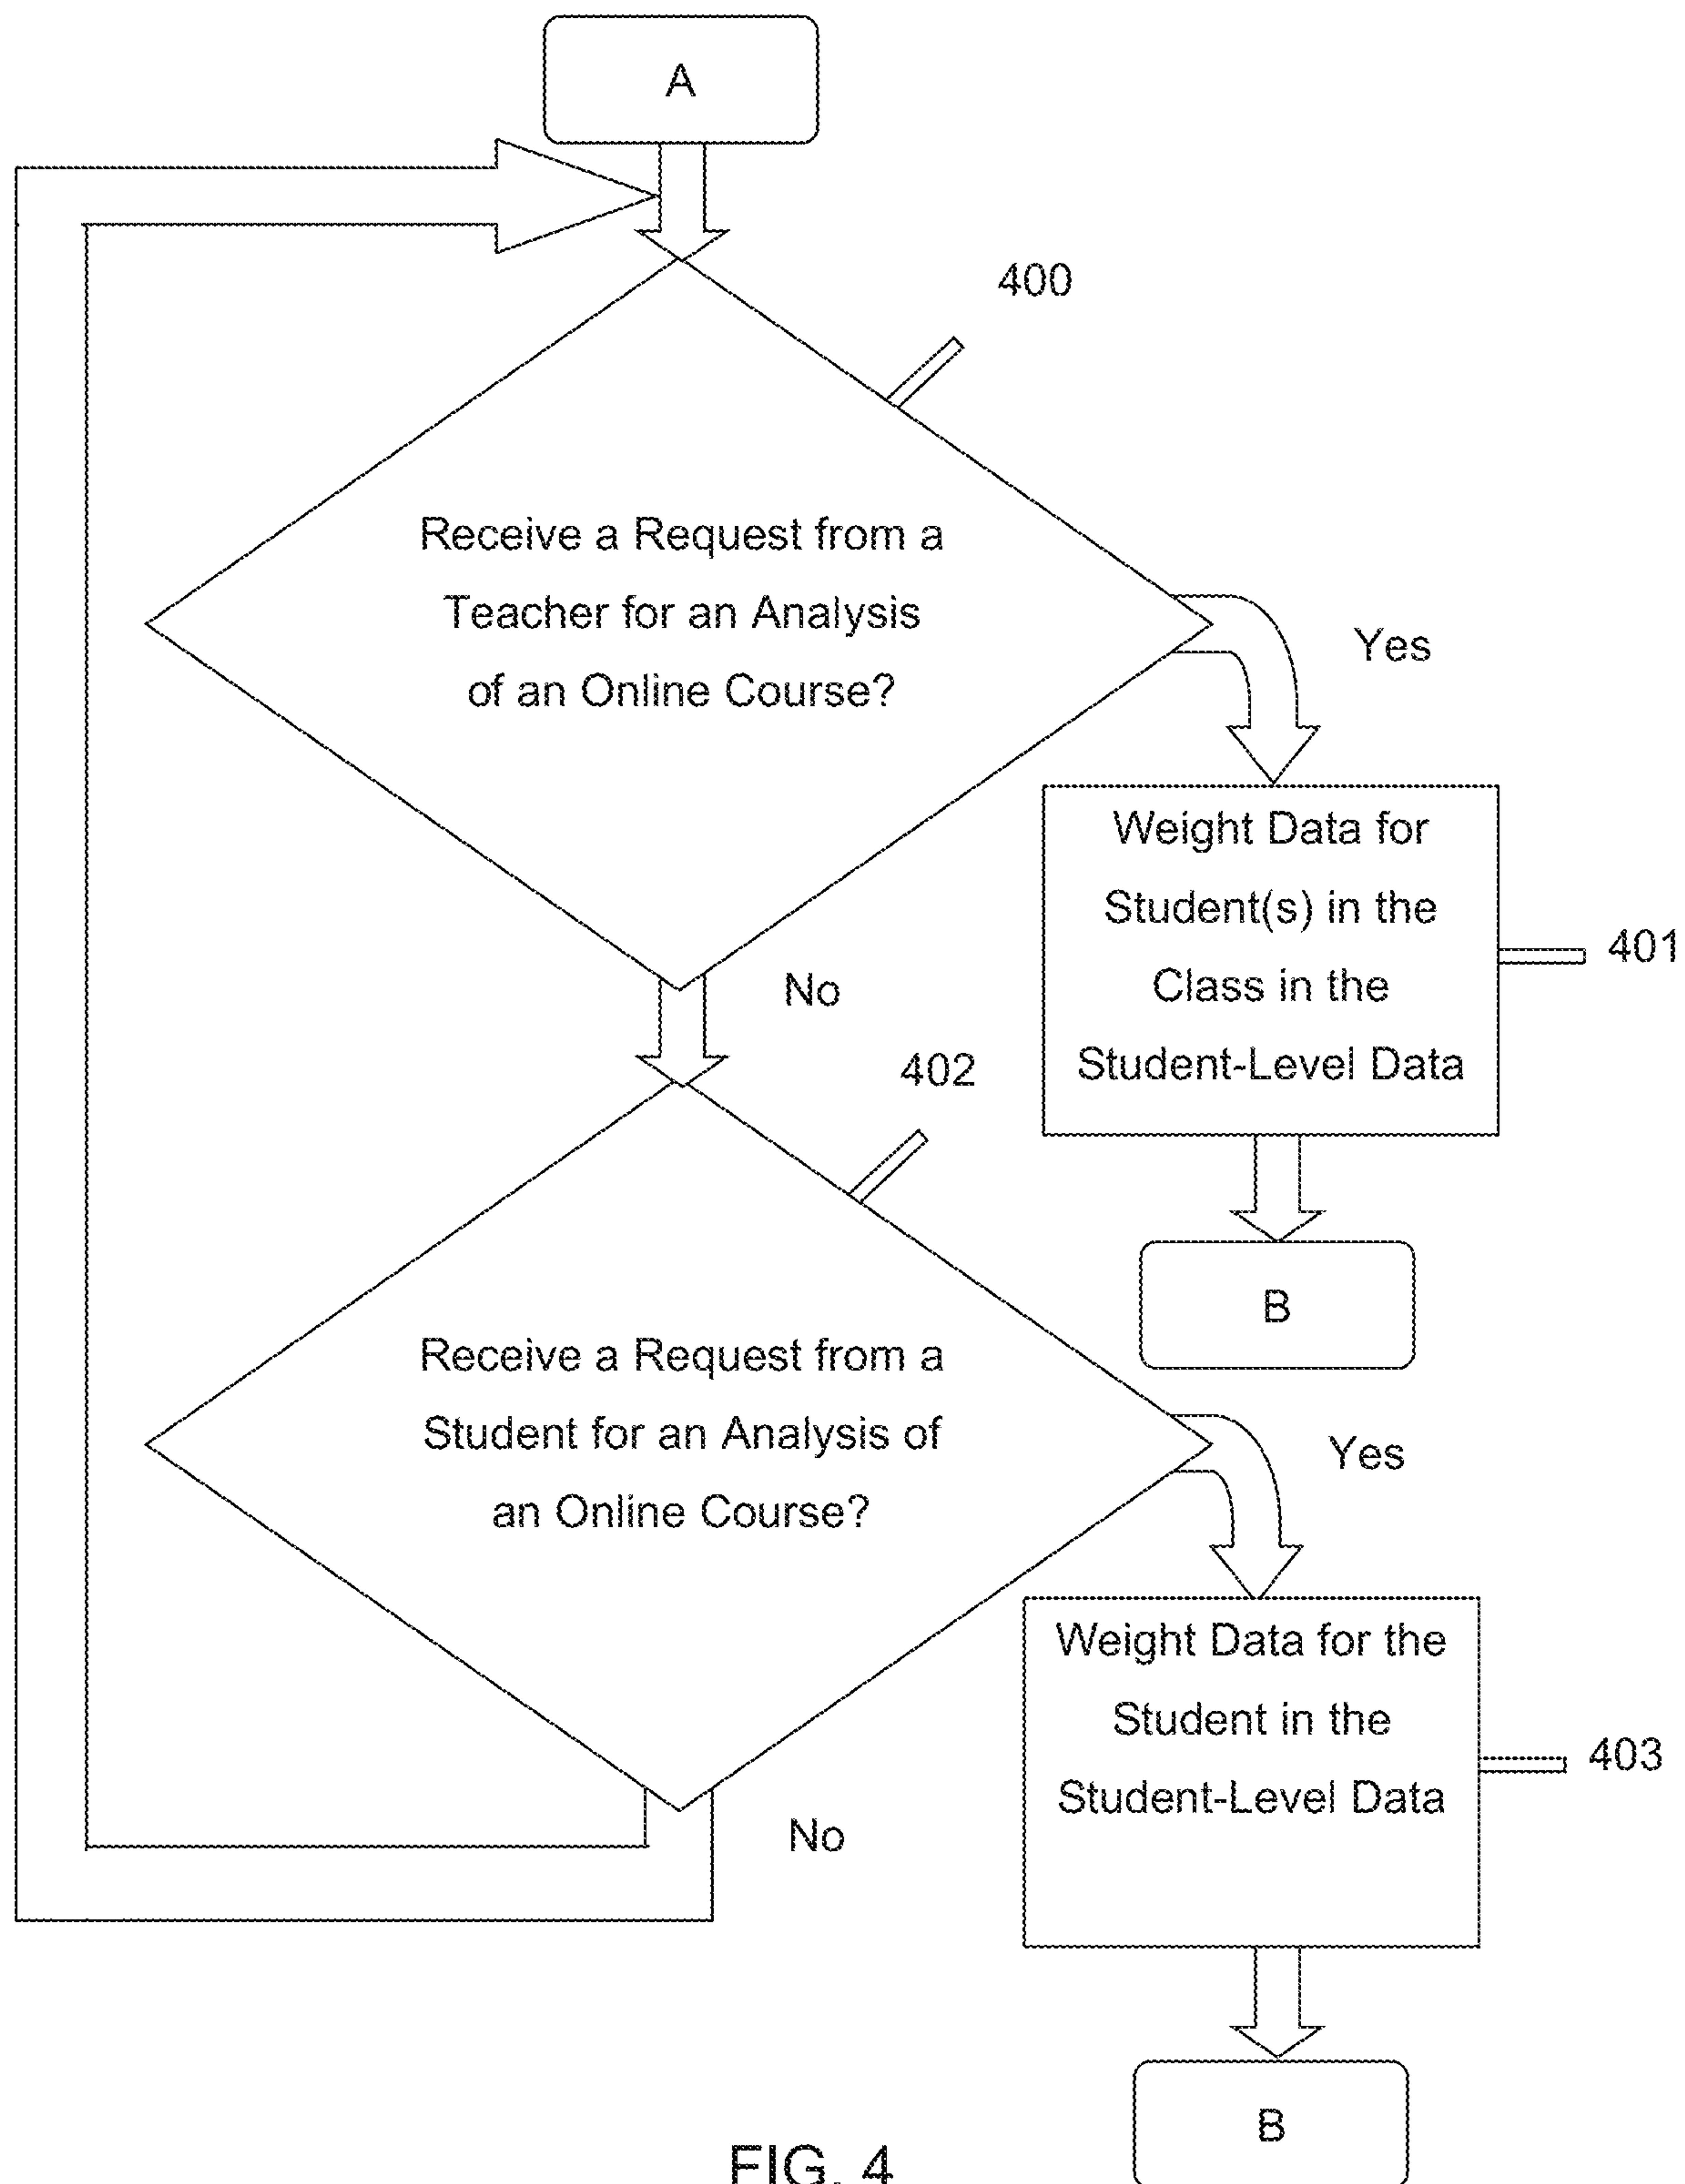 A
400
Receive a Request from a
Teacher for an Analysis
of an Online Course?
Yes
Weight Data for
Student(s) in the
Class in the
Student-Level Data
401
No
B
402
Receive a Request from a
Student for an Analysis of
an Online Course?
Yes
Weight Data for the
Student in the
Student-Level Data
403
No
B
FIG. 4